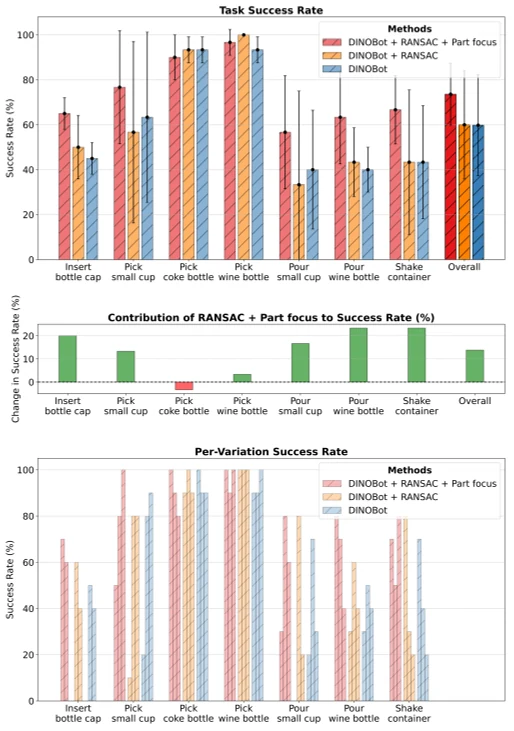 Task Success Rate
Success Rate (%)
100
80
60
40
20
0
Methods
DINOBot + RANSAC + Part focus
DINOBot + RANSAC
DINOBot
Insert bottle cap
Pick small cup
Pick coke bottle
Pick wine bottle
Pour small cup
Pour wine bottle
Shake container
Overall
Contribution of RANSAC + Part focus to Success Rate (%)
Change in Success Rate (%)
20
10
0
Insert bottle cap
Pick small cup
Pick coke bottle
Pick wine bottle
Pour small cup
Pour wine bottle
Shake container
Overall
Per-Variation Success Rate
Success Rate (%)
100
80
60
40
20
0
Methods
DINOBot + RANSAC + Part focus
DINOBot + RANSAC
DINOBot
Insert bottle cap
Pick small cup
Pick coke bottle
Pick wine bottle
Pour small cup
Pour wine bottle
Shake container